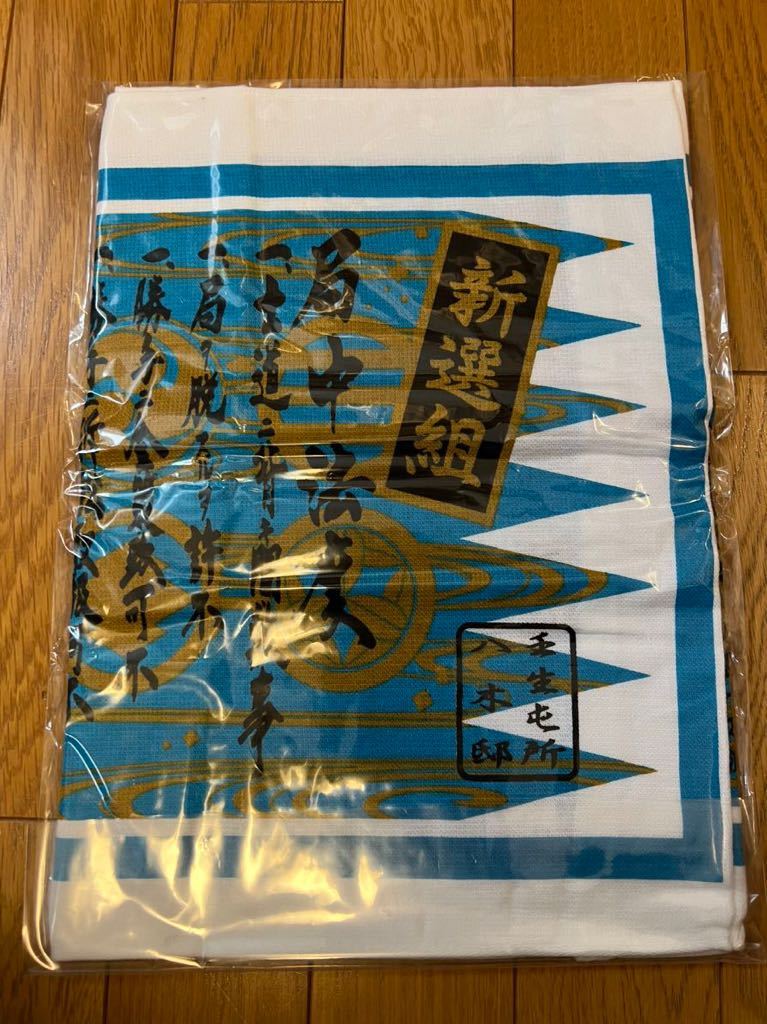 新選組
局中法度
一、士道ニ背キ間敷事
一、局ヲ脱スルヲ許不
一、勝手ニ金策致可不
壬生屯所
八木邸